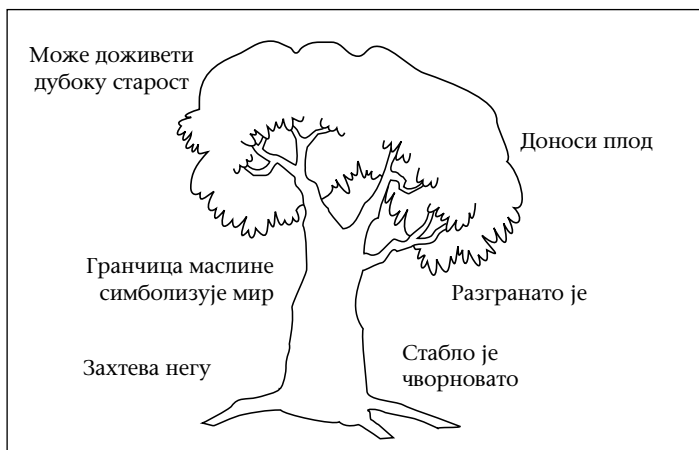 Може доживети
дубоку старост
Доноси плод
Гранчица маслине
симболизује мир
Разгранато је
Захтева негу
Стабло је
чворновато